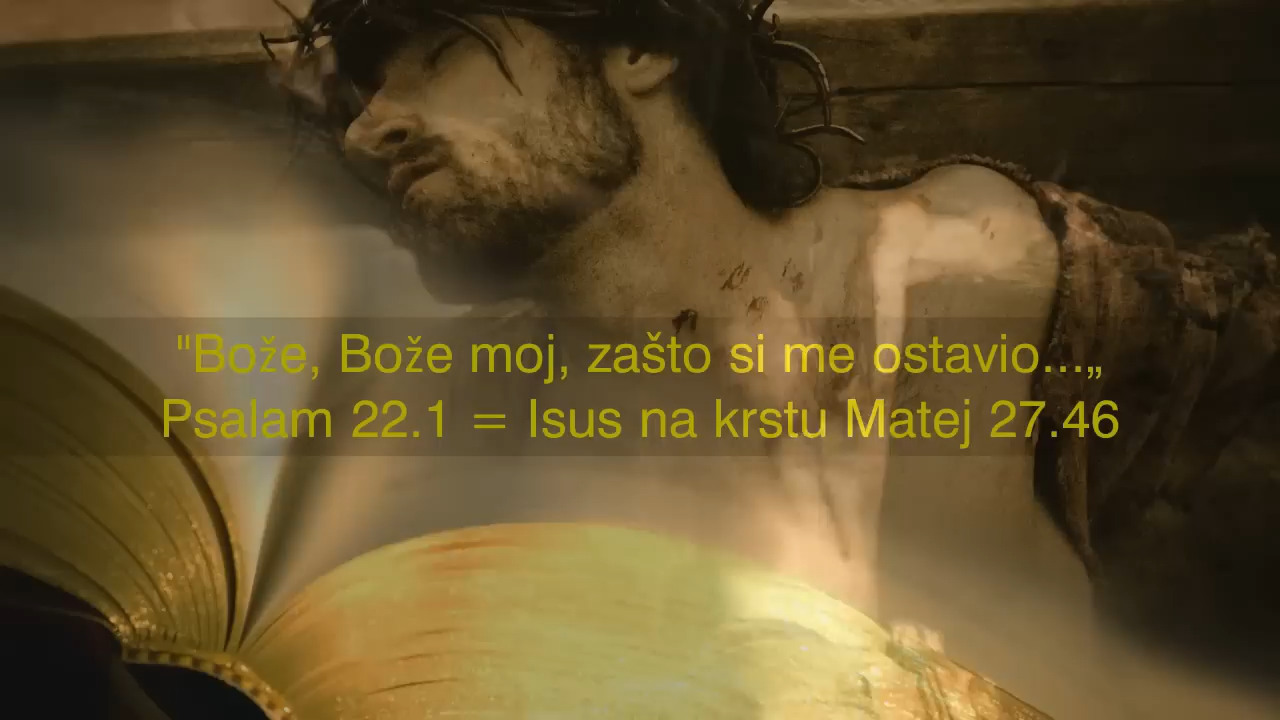 "Bože, Bože moj, zašto si me ostavio...„
Psalam 22.1 = Isus na krstu Matej 27.46